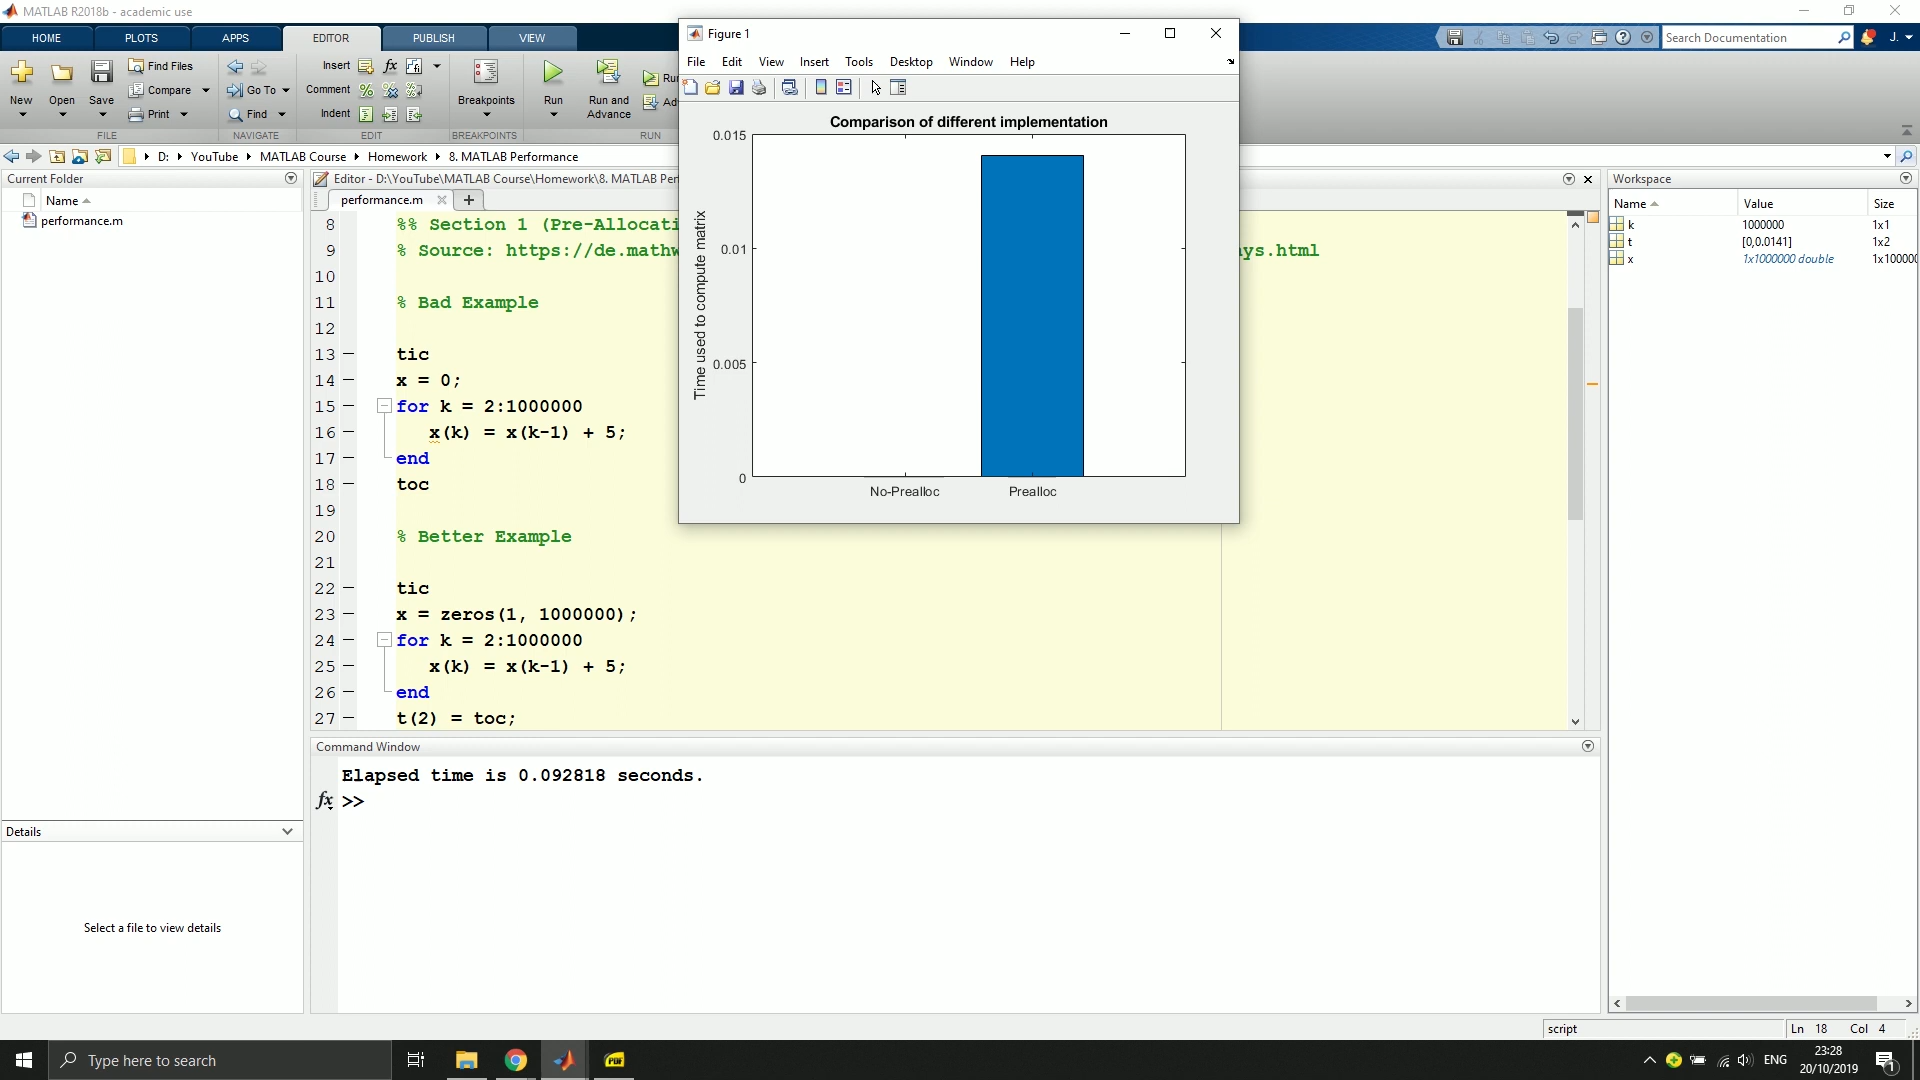 MATLAB R2018b - academic use
HOME PLOTS APPS EDITOR PUBLISH VIEW
Search Documentation
J.
New Open Save
Find Files
Compare
Print
FILE
Go To
Find
NAVIGATE
Insert
Comment
Indent
EDIT
Breakpoints
BREAKPOINTS
Run
Run and
Advance
RUN
D: YouTube MATLAB Course Homework 8. MATLAB Performance
Current Folder
Name
performance.m
Details
Select a file to view details
Editor - D:\YouTube\MATLAB Course\Homework\8. MATLAB Per
performance.m
8 %% Section 1 (Pre-Allocati
9 % Source: https://de.mathw ys.html
10
11 % Bad Example
12
13 tic
14 x = 0;
15 for k = 2:1000000
16 x(k) = x(k-1) + 5;
17 end
18 toc
19
20 % Better Example
21
22 tic
23 x = zeros(1, 1000000);
24 for k = 2:1000000
25 x(k) = x(k-1) + 5;
26 end
27 t(2) = toc;
Figure 1
File Edit View Insert Tools Desktop Window Help
Comparison of different implementation
Time used to compute matrix
0.015
0.01
0.005
0
No-Prealloc Prealloc
Command Window
Elapsed time is 0.092818 seconds.
fx >>
Workspace
Name Value Size
k 1000000 1x1
t [0,0.0141] 1x2
x 1x1000000 double 1x100000
script Ln 18 Col 4
Type here to search
PDF
ENG
23:28
20/10/2019
1